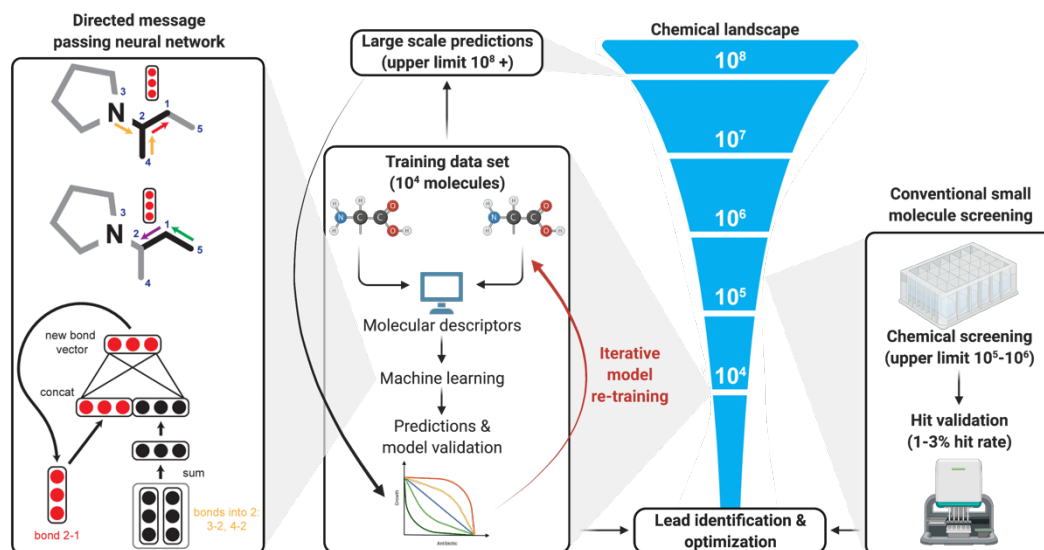 Directed message
passing neural network
3
N
2
1
5
4
3
N
2
1
5
4
new bond
vector
concat
sum
bond 2-1
bonds into 2:
3-2, 4-2
Large scale predictions
(upper limit 10⁸ +)
Training data set
(10⁴ molecules)
H
H
N
H
C
C
O
O
H
H
H
N
H
C
C
O
O
H
Molecular descriptors
Machine learning
Predictions &
model validation
Growth
Antibiotic
Iterative
model
re-training
Chemical landscape
10⁸
10⁷
10⁶
10⁵
10⁴
Lead identification &
optimization
Conventional small
molecule screening
Chemical screening
(upper limit 10⁵-10⁶)
Hit validation
(1-3% hit rate)